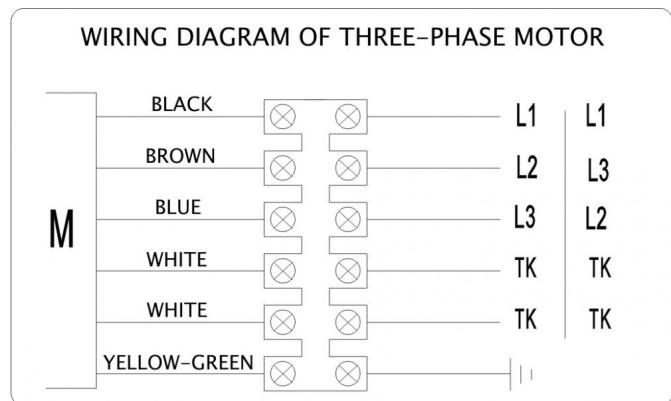 WIRING DIAGRAM OF THREE-PHASE MOTOR
BLACK L1 L1
BROWN L2 L3
BLUE L3 L2
M
WHITE TK TK
WHITE TK TK
YELLOW-GREEN